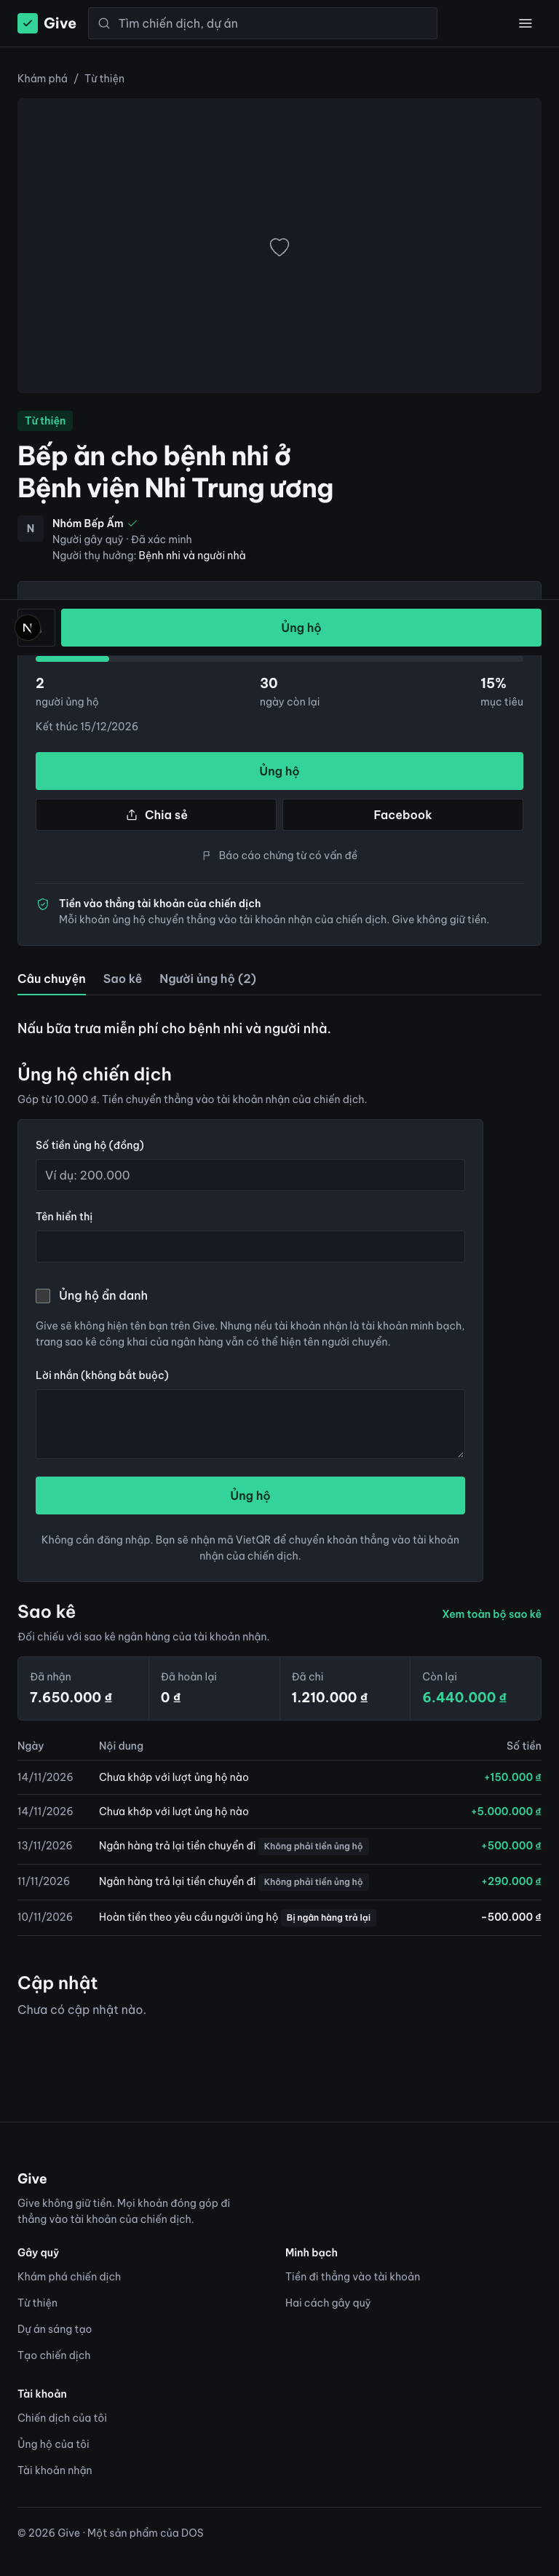 Give
Tìm chiến dịch, dự án
Khám phá / Từ thiện
Từ thiện
Bếp ăn cho bệnh nhi ở
Bệnh viện Nhi Trung ương
N
Nhóm Bếp Ấm
Người gây quỹ · Đã xác minh
Người thụ hưởng: Bệnh nhi và người nhà
N
Ủng hộ
2
người ủng hộ
30
ngày còn lại
15%
mục tiêu
Kết thúc 15/12/2026
Ủng hộ
Chia sẻ
Facebook
Báo cáo chứng từ có vấn đề
Tiền vào thẳng tài khoản của chiến dịch
Mỗi khoản ủng hộ chuyển thẳng vào tài khoản nhận của chiến dịch. Give không giữ tiền.
Câu chuyện
Sao kê
Người ủng hộ (2)
Nấu bữa trưa miễn phí cho bệnh nhi và người nhà.
Ủng hộ chiến dịch
Góp từ 10.000 ₫. Tiền chuyển thẳng vào tài khoản nhận của chiến dịch.
Số tiền ủng hộ (đồng)
Ví dụ: 200.000
Tên hiển thị
Ủng hộ ẩn danh
Give sẽ không hiện tên bạn trên Give. Nhưng nếu tài khoản nhận là tài khoản minh bạch,
trang sao kê công khai của ngân hàng vẫn có thể hiện tên người chuyển.
Lời nhắn (không bắt buộc)
Ủng hộ
Không cần đăng nhập. Bạn sẽ nhận mã VietQR để chuyển khoản thẳng vào tài khoản
nhận của chiến dịch.
Sao kê
Xem toàn bộ sao kê
Đối chiếu với sao kê ngân hàng của tài khoản nhận.
Đã nhận
7.650.000 ₫
Đã hoàn lại
0 ₫
Đã chi
1.210.000 ₫
Còn lại
6.440.000 ₫
Ngày Nội dung Số tiền
14/11/2026 Chưa khớp với lượt ủng hộ nào +150.000 ₫
14/11/2026 Chưa khớp với lượt ủng hộ nào +5.000.000 ₫
13/11/2026 Ngân hàng trả lại tiền chuyển đi Không phải tiền ủng hộ +500.000 ₫
11/11/2026 Ngân hàng trả lại tiền chuyển đi Không phải tiền ủng hộ +290.000 ₫
10/11/2026 Hoàn tiền theo yêu cầu người ủng hộ Bị ngân hàng trả lại -500.000 ₫
Cập nhật
Chưa có cập nhật nào.
Give
Give không giữ tiền. Mọi khoản đóng góp đi
thẳng vào tài khoản của chiến dịch.
Gây quỹ
Khám phá chiến dịch
Từ thiện
Dự án sáng tạo
Tạo chiến dịch
Minh bạch
Tiền đi thẳng vào tài khoản
Hai cách gây quỹ
Tài khoản
Chiến dịch của tôi
Ủng hộ của tôi
Tài khoản nhận
© 2026 Give · Một sản phẩm của DOS